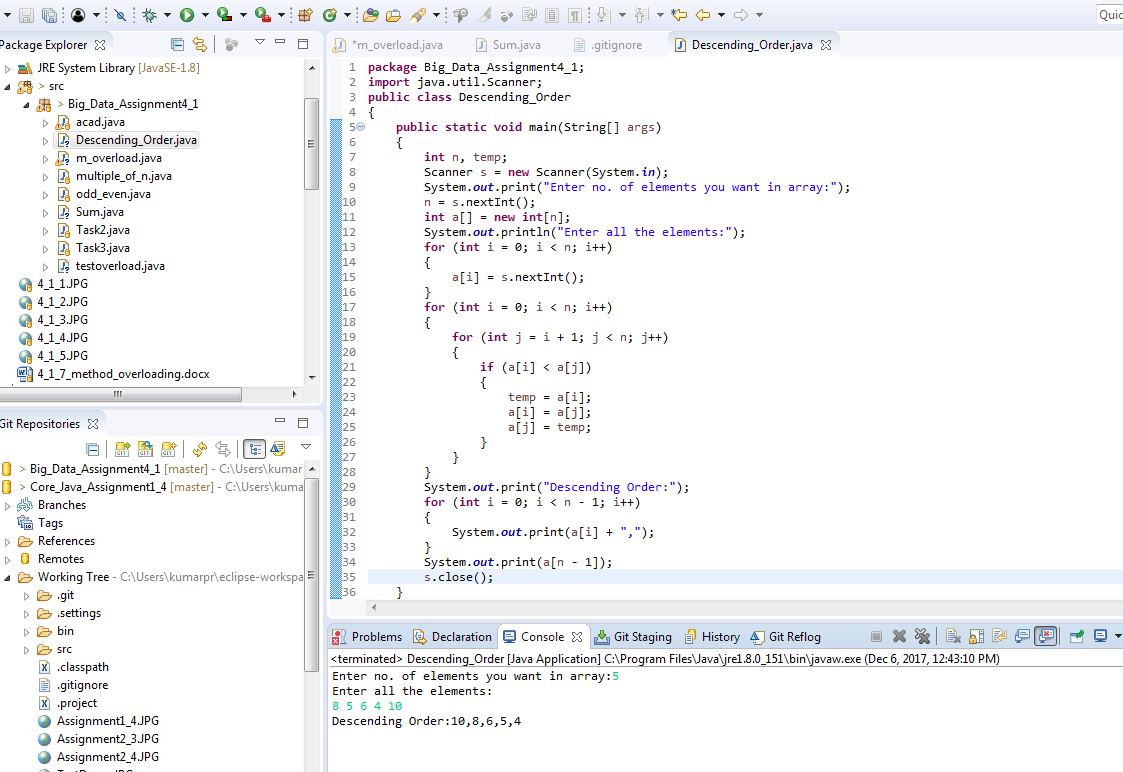 Quic
Package Explorer
JRE System Library [JavaSE-1.8]
> src
> Big_Data_Assignment4_1
acad.java
Descending_Order.java
m_overload.java
multiple_of_n.java
odd_even.java
Sum.java
Task2.java
Task3.java
testoverload.java
4_1_1.JPG
4_1_2.JPG
4_1_3.JPG
4_1_4.JPG
4_1_5.JPG
4_1_7_method_overloading.docx
Git Repositories
> Big_Data_Assignment4_1 [master] - C:\Users\kumar
> Core_Java_Assignment1_4 [master] - C:\Users\kuma
Branches
Tags
References
Remotes
Working Tree - C:\Users\kumarpr\eclipse-workspa
.git
.settings
bin
src
.classpath
.gitignore
.project
Assignment1_4.JPG
Assignment2_3.JPG
Assignment2_4.JPG
*m_overload.java Sum.java .gitignore Descending_Order.java
1 package Big_Data_Assignment4_1;
2 import java.util.Scanner;
3 public class Descending_Order
4 {
5 public static void main(String[] args)
6 {
7 int n, temp;
8 Scanner s = new Scanner(System.in);
9 System.out.print("Enter no. of elements you want in array:");
10 n = s.nextInt();
11 int a[] = new int[n];
12 System.out.println("Enter all the elements:");
13 for (int i = 0; i < n; i++)
14 {
15 a[i] = s.nextInt();
16 }
17 for (int i = 0; i < n; i++)
18 {
19 for (int j = i + 1; j < n; j++)
20 {
21 if (a[i] < a[j])
22 {
23 temp = a[i];
24 a[i] = a[j];
25 a[j] = temp;
26 }
27 }
28 }
29 System.out.print("Descending Order:");
30 for (int i = 0; i < n - 1; i++)
31 {
32 System.out.print(a[i] + ",");
33 }
34 System.out.print(a[n - 1]);
35 s.close();
36 }
Problems Declaration Console Git Staging History Git Reflog
<terminated> Descending_Order [Java Application] C:\Program Files\Java\jre1.8.0_151\bin\javaw.exe (Dec 6, 2017, 12:43:10 PM)
Enter no. of elements you want in array:5
Enter all the elements:
8 5 6 4 10
Descending Order:10,8,6,5,4